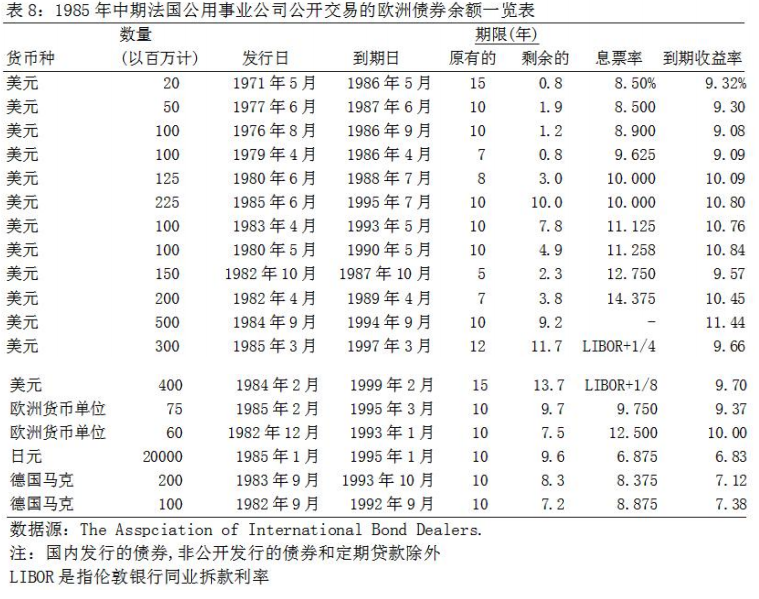 表 8：1985 年中期法国公用事业公司公开交易的欧洲债券余额一览表
数量 期限(年)
货币种 (以百万计) 发行日 到期日 原有的 剩余的 息票率 到期收益率
美元 20 1971 年 5 月 1986 年 5 月 15 0.8 8.50% 9.32%
美元 50 1977 年 6 月 1987 年 6 月 10 1.9 8.500 9.30
美元 100 1976 年 8 月 1986 年 9 月 10 1.2 8.900 9.08
美元 100 1979 年 4 月 1986 年 4 月 7 0.8 9.625 9.09
美元 125 1980 年 6 月 1988 年 7 月 8 3.0 10.000 10.09
美元 225 1985 年 6 月 1995 年 7 月 10 10.0 10.000 10.80
美元 100 1983 年 4 月 1993 年 5 月 10 7.8 11.125 10.76
美元 100 1980 年 5 月 1990 年 5 月 10 4.9 11.258 10.84
美元 150 1982 年 10 月 1987 年 10 月 5 2.3 12.750 9.57
美元 200 1982 年 4 月 1989 年 4 月 7 3.8 14.375 10.45
美元 500 1984 年 9 月 1994 年 9 月 10 9.2 - 11.44
美元 300 1985 年 3 月 1997 年 3 月 12 11.7 LIBOR+1/4 9.66
美元 400 1984 年 2 月 1999 年 2 月 15 13.7 LIBOR+1/8 9.70
欧洲货币单位 75 1985 年 2 月 1995 年 3 月 10 9.7 9.750 9.37
欧洲货币单位 60 1982 年 12 月 1993 年 1 月 10 7.5 12.500 10.00
日元 20000 1985 年 1 月 1995 年 1 月 10 9.6 6.875 6.83
德国马克 200 1983 年 9 月 1993 年 10 月 10 8.3 8.375 7.12
德国马克 100 1982 年 9 月 1992 年 9 月 10 7.2 8.875 7.38
数据源：The Asspciation of International Bond Dealers.
注：国内发行的债券,非公开发行的债券和定期贷款除外
LIBOR 是指伦敦银行同业拆款利率